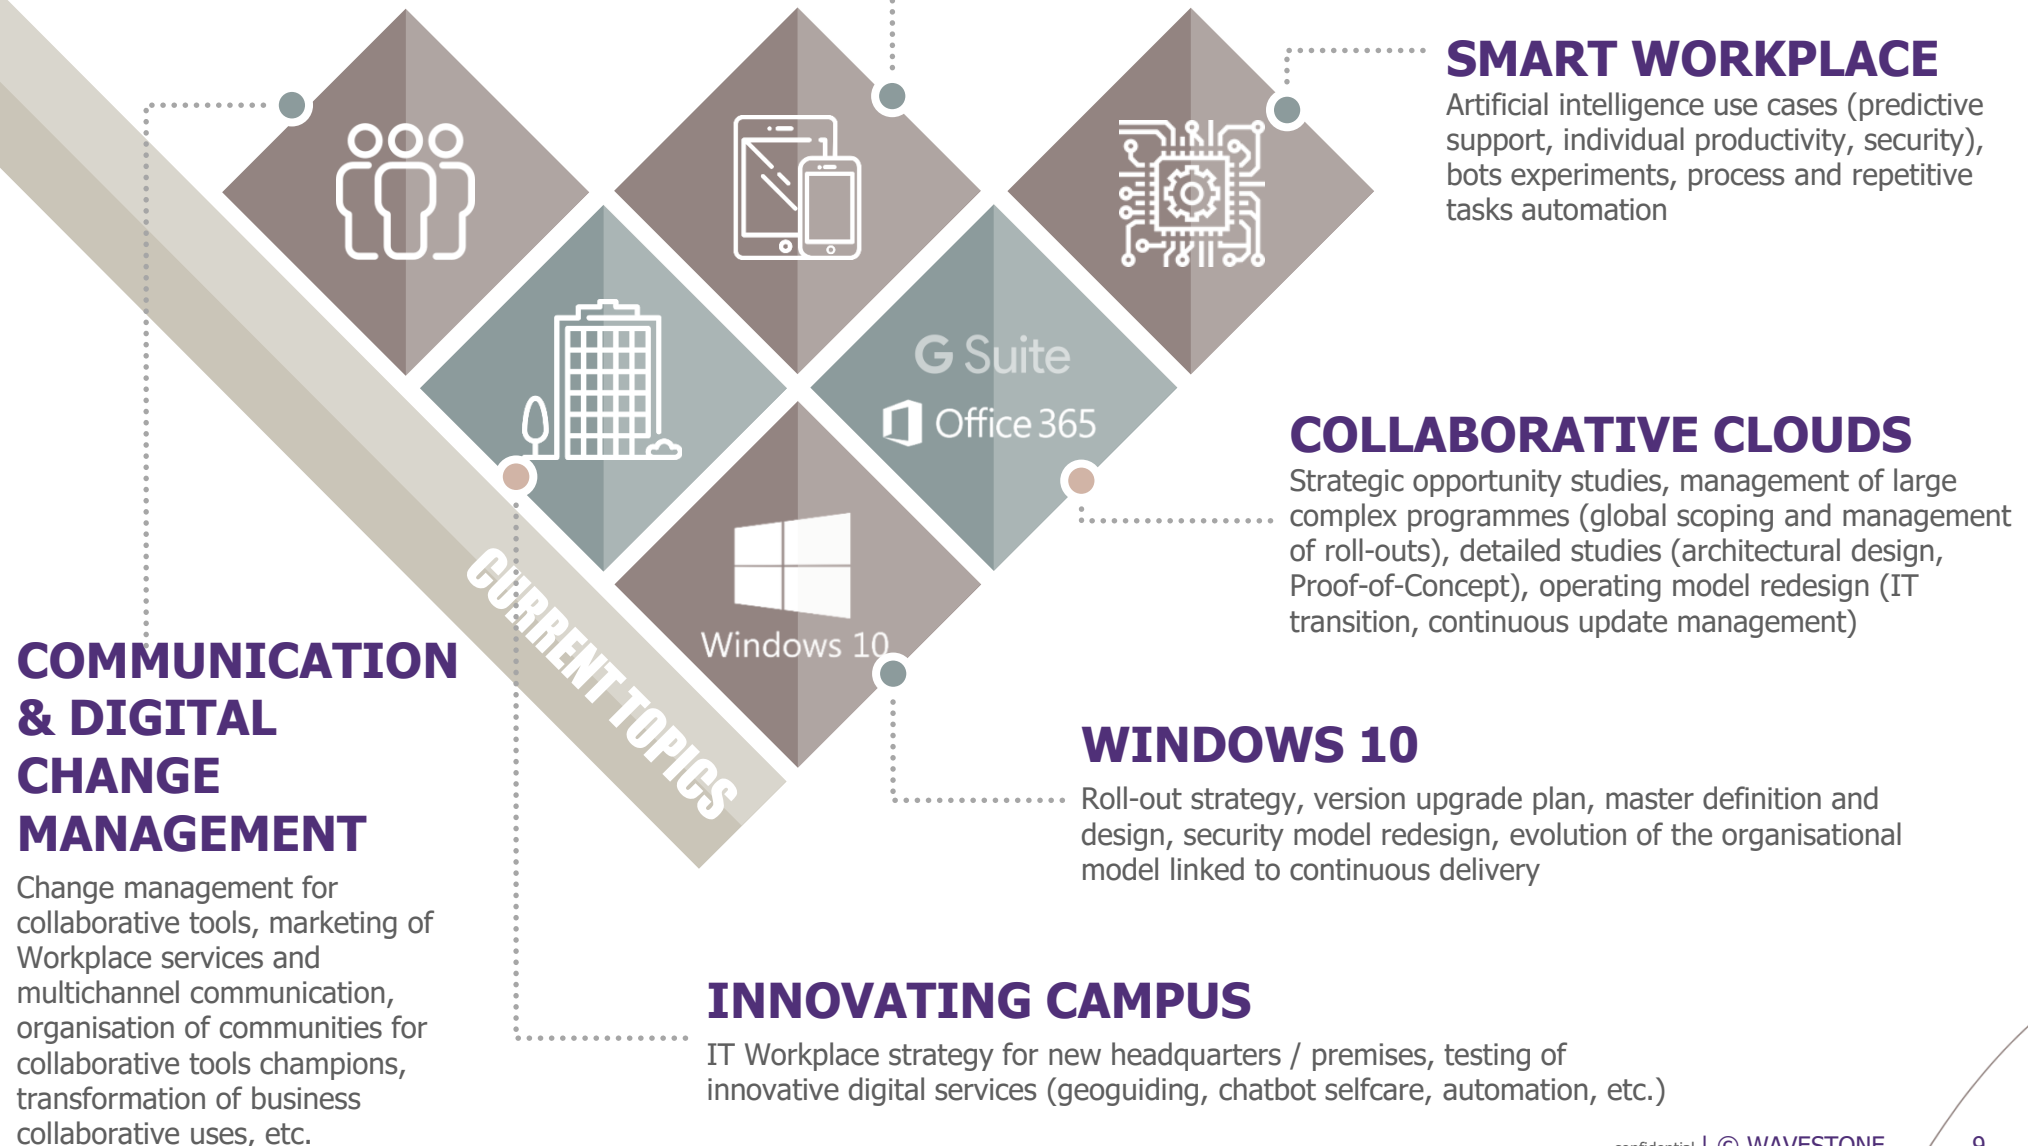 SMART WORKPLACE
Artificial intelligence use cases (predictive
support, individual productivity, security),
bots experiments, process and repetitive
tasks automation
G Suite
Office 365
COLLABORATIVE CLOUDS
Strategic opportunity studies, management of large
complex programmes (global scoping and management
of roll-outs), detailed studies (architectural design,
Proof-of-Concept), operating model redesign (IT
transition, continuous update management)
Windows 10
CURRENT TOPICS
WINDOWS 10
Roll-out strategy, version upgrade plan, master definition and
design, security model redesign, evolution of the organisational
model linked to continuous delivery
COMMUNICATION
& DIGITAL
CHANGE
MANAGEMENT
Change management for
collaborative tools, marketing of
Workplace services and
multichannel communication,
organisation of communities for
collaborative tools champions,
transformation of business
collaborative uses, etc.
INNOVATING CAMPUS
IT Workplace strategy for new headquarters / premises, testing of
innovative digital services (geoguiding, chatbot selfcare, automation, etc.)
confidential | © WAVESTONE 9